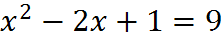 x² − 2x + 1 = 9